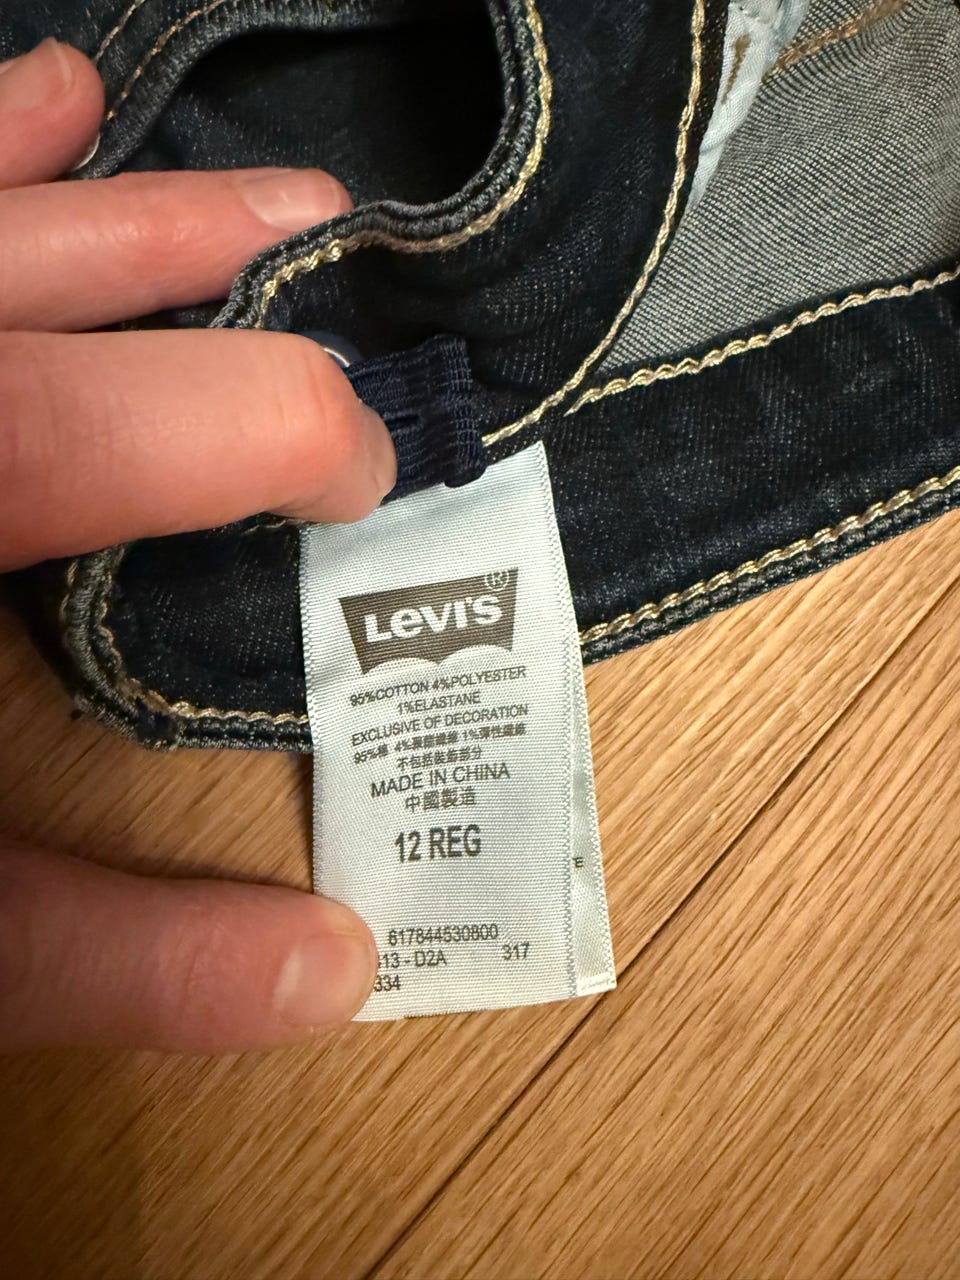 LEVI'S®
95%COTTON 4%POLYESTER
1%ELASTANE
EXCLUSIVE OF DECORATION
95%棉 4%聚酯纖維 1%彈性纖維
不包括裝飾部分
MADE IN CHINA
中國製造
12 REG
617844530800
13 - D2A 317
334